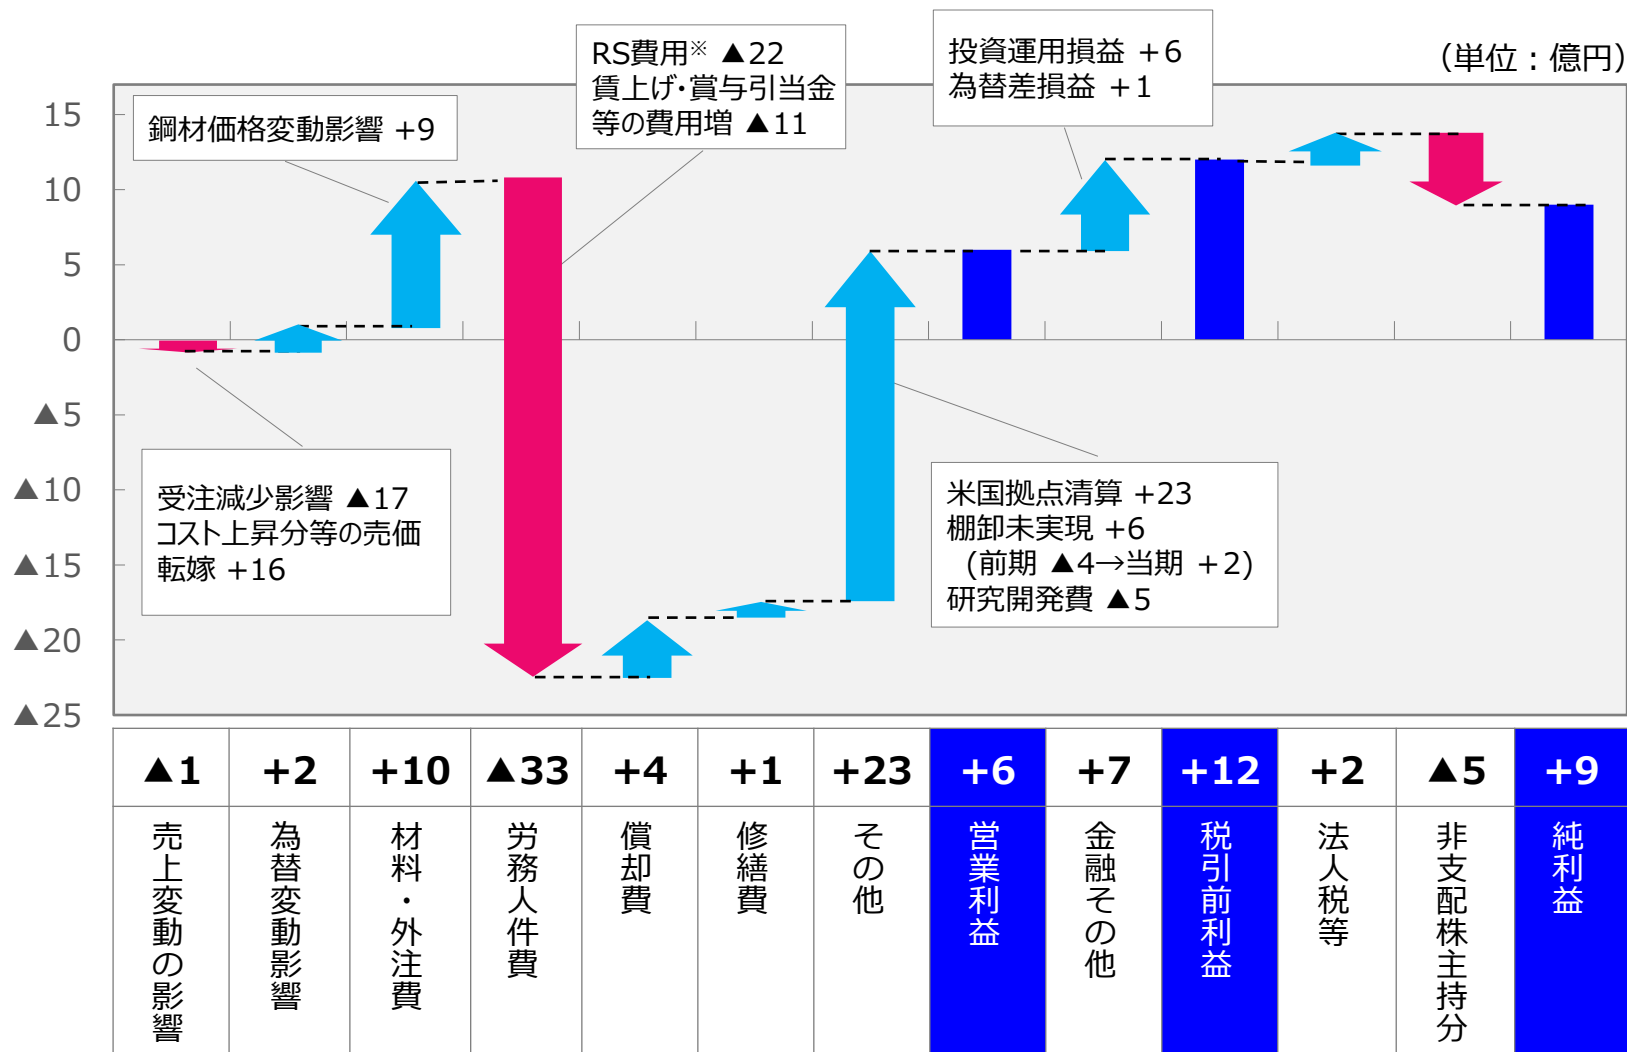 (単位:億円)
RS費用※ ▲22
賃上げ・賞与引当金
等の費用増 ▲11
投資運用損益 +6
為替差損益 +1
鋼材価格変動影響 +9
15
10
5
0
▲5
▲10
▲15
▲20
▲25
受注減少影響 ▲17
コスト上昇分等の売価
転嫁 +16
米国拠点清算 +23
棚卸未実現 +6
(前期 ▲4→当期 +2)
研究開発費 ▲5
▲1 +2 +10 ▲33 +4 +1 +23 +6 +7 +12 +2 ▲5 +9
売上変動の影響
為替変動影響
材料・外注費
労務人件費
償却費
修繕費
その他
営業利益
金融その他
税引前利益
法人税等
非支配株主持分
純利益